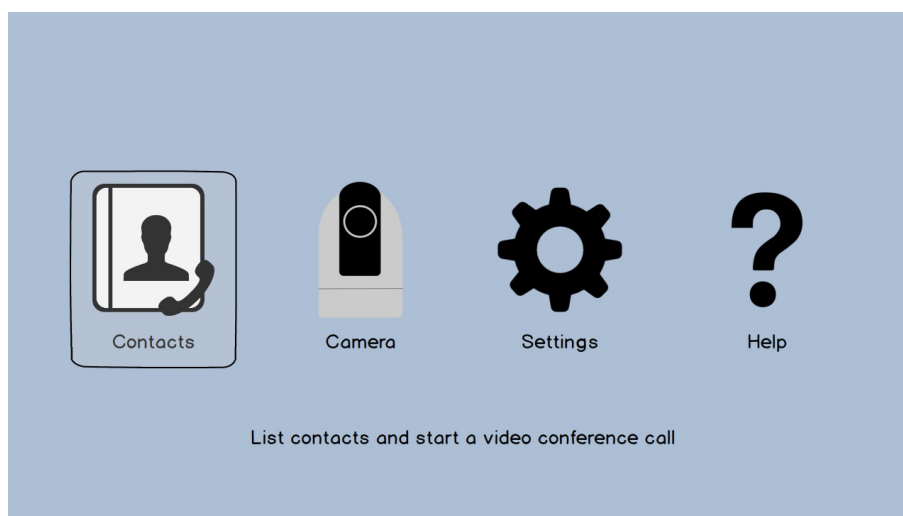 Contacts
Camera
Settings
Help
List contacts and start a video conference call